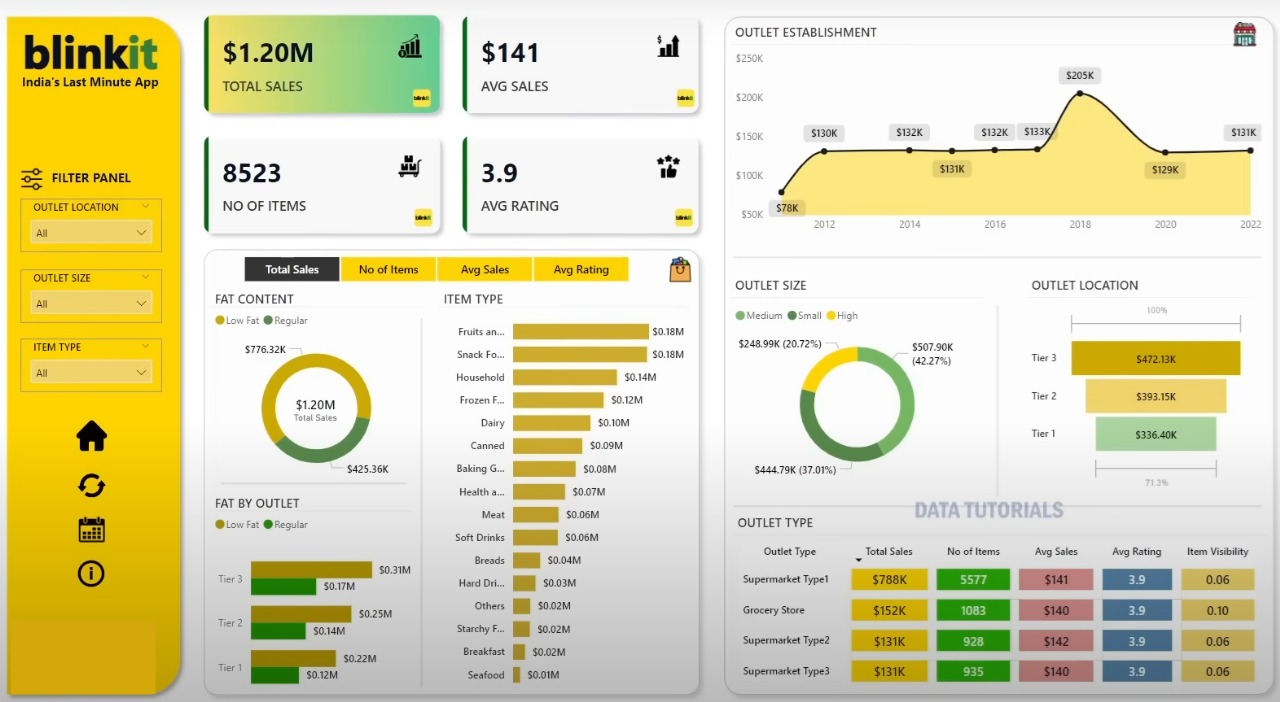 blinkit
India's Last Minute App
FILTER PANEL
OUTLET LOCATION
All
OUTLET SIZE
All
ITEM TYPE
All
$1.20M
TOTAL SALES
blinkit
$141
AVG SALES
blinkit
8523
NO OF ITEMS
blinkit
3.9
AVG RATING
blinkit
Total Sales
No of Items
Avg Sales
Avg Rating
FAT CONTENT
Low Fat Regular
$776.32K
$1.20M
Total Sales
$425.36K
FAT BY OUTLET
Low Fat Regular
Tier 3 $0.31M
$0.17M
Tier 2 $0.25M
$0.14M
Tier 1 $0.22M
$0.12M
ITEM TYPE
Fruits an... $0.18M
Snack Fo... $0.18M
Household $0.14M
Frozen F... $0.12M
Dairy $0.10M
Canned $0.09M
Baking G... $0.08M
Health a... $0.07M
Meat $0.06M
Soft Drinks $0.06M
Breads $0.04M
Hard Dri... $0.03M
Others $0.02M
Starchy F... $0.02M
Breakfast $0.02M
Seafood $0.01M
OUTLET ESTABLISHMENT
$250K
$200K
$150K
$100K
$50K
$78K
$130K
$132K
$131K
$132K
$133K
$205K
$129K
$131K
2012 2014 2016 2018 2020 2022
OUTLET SIZE
Medium Small High
$248.99K (20.72%)
$507.90K
(42.27%)
$444.79K (37.01%)
OUTLET LOCATION
100%
Tier 3 $472.13K
Tier 2 $393.15K
Tier 1 $336.40K
71.3%
DATA TUTORIALS
OUTLET TYPE
Outlet Type Total Sales No of Items Avg Sales Avg Rating Item Visibility
Supermarket Type1 $788K 5577 $141 3.9 0.06
Grocery Store $152K 1083 $140 3.9 0.10
Supermarket Type2 $131K 928 $142 3.9 0.06
Supermarket Type3 $131K 935 $140 3.9 0.06